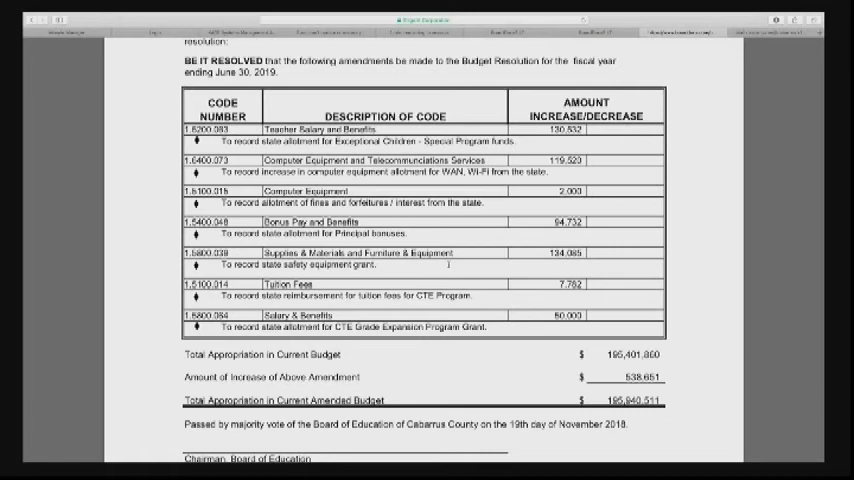 resolution:
BE IT RESOLVED that the following amendments be made to the Budget Resolution for the fiscal year
ending June 30, 2019.
CODE NUMBER DESCRIPTION OF CODE AMOUNT INCREASE/DECREASE
Teacher Salary and Benefits 130,532
♦ To record state allotment for Exceptional Children - Special Program funds.
1.6400.073 Computer Equipment and Telecommunciations Services 119,520
♦ To record increase in computer equipment allotment for WAN, Wi-Fi from the state.
1.5100.015 Computer Equipment 2,000
♦ To record allotment of fines and forfeitures / interest from the state.
1.5400.048 Bonus Pay and Benefits 94,732
♦ To record state allotment for Principal bonuses.
1.5800.039 Supplies & Materials and Furniture & Equipment 134,085
♦ To record state safety equipment grant.
1.5100.014 Tuition Fees 7,782
♦ To record state reimbursement for tuition fees for CTE Program.
Salary & Benefits 50,000
♦ To record state allotment for CTE Grade Expansion Program Grant.
Total Appropriation in Current Budget $ 195,401,860
Amount of Increase of Above Amendment $ 538,651
Total Appropriation in Current Amended Budget $ 195,940,511
Passed by majority vote of the Board of Education of Cabarrus County on the 19th day of November 2018.
Chairman, Board of Education